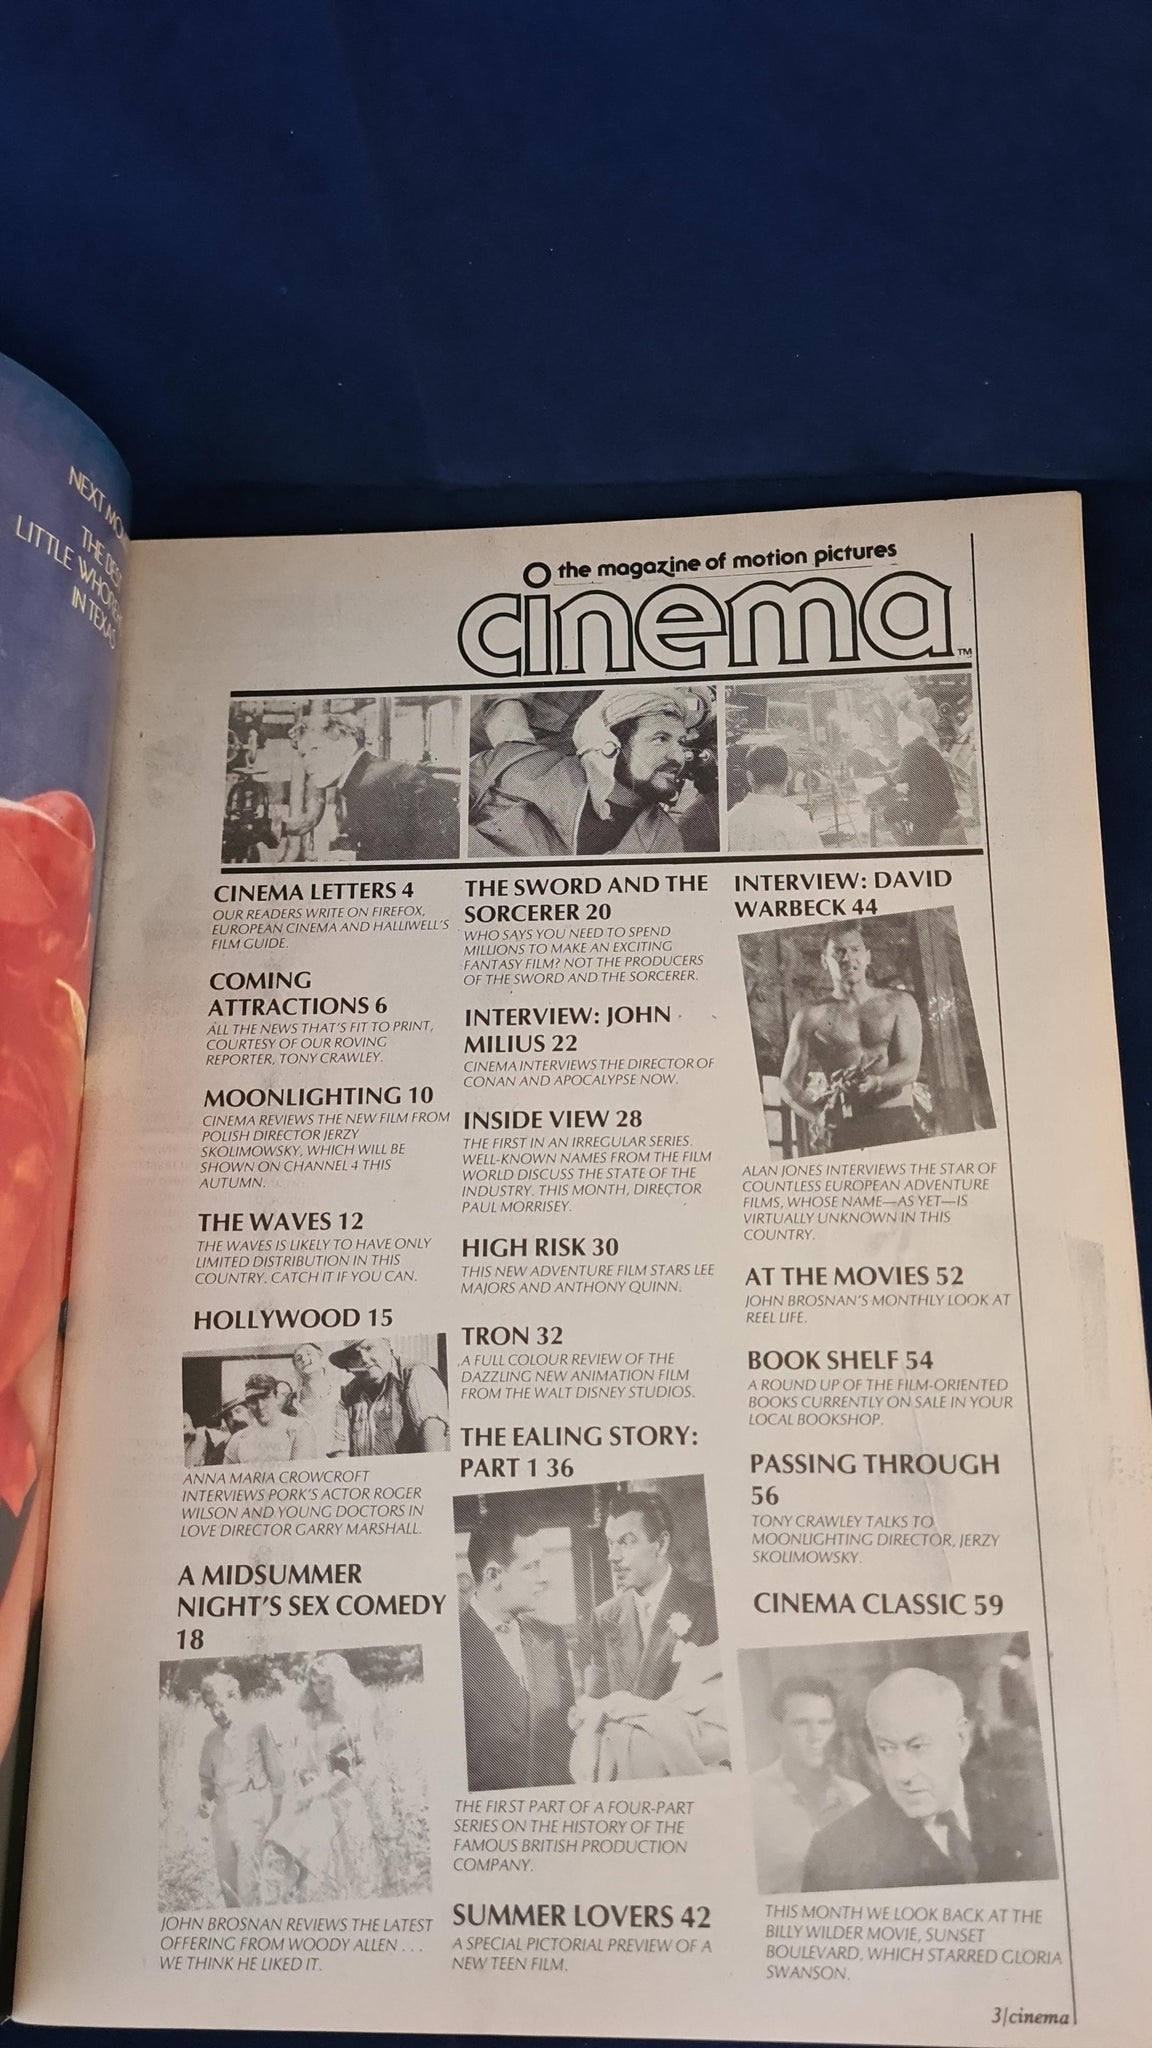 NEXT
THE
LITTLE
IN TEXAS
the magazine of motion pictures
cinema
TM
CINEMA LETTERS 4
OUR READERS WRITE ON FIREFOX,
EUROPEAN CINEMA AND HALLIWELL'S
FILM GUIDE.
COMING
ATTRACTIONS 6
ALL THE NEWS THAT'S FIT TO PRINT,
COURTESY OF OUR ROVING
REPORTER, TONY CRAWLEY.
MOONLIGHTING 10
CINEMA REVIEWS THE NEW FILM FROM
POLISH DIRECTOR JERZY
SKOLIMOWSKY, WHICH WILL BE
SHOWN ON CHANNEL 4 THIS
AUTUMN.
THE WAVES 12
THE WAVES IS LIKELY TO HAVE ONLY
LIMITED DISTRIBUTION IN THIS
COUNTRY. CATCH IT IF YOU CAN.
HOLLYWOOD 15
ANNA MARIA CROWCROFT
INTERVIEWS PORK'S ACTOR ROGER
WILSON AND YOUNG DOCTORS IN
LOVE DIRECTOR GARRY MARSHALL.
A MIDSUMMER
NIGHT'S SEX COMEDY
18
JOHN BROSNAN REVIEWS THE LATEST
OFFERING FROM WOODY ALLEN . . .
WE THINK HE LIKED IT.
THE SWORD AND THE
SORCERER 20
WHO SAYS YOU NEED TO SPEND
MILLIONS TO MAKE AN EXCITING
FANTASY FILM? NOT THE PRODUCERS
OF THE SWORD AND THE SORCERER.
INTERVIEW: JOHN
MILIUS 22
CINEMA INTERVIEWS THE DIRECTOR OF
CONAN AND APOCALYPSE NOW.
INSIDE VIEW 28
THE FIRST IN AN IRREGULAR SERIES.
WELL-KNOWN NAMES FROM THE FILM
WORLD DISCUSS THE STATE OF THE
INDUSTRY. THIS MONTH, DIRECTOR
PAUL MORRISEY.
HIGH RISK 30
THIS NEW ADVENTURE FILM STARS LEE
MAJORS AND ANTHONY QUINN.
TRON 32
A FULL COLOUR REVIEW OF THE
DAZZLING NEW ANIMATION FILM
FROM THE WALT DISNEY STUDIOS.
THE EALING STORY:
PART 1 36
THE FIRST PART OF A FOUR-PART
SERIES ON THE HISTORY OF THE
FAMOUS BRITISH PRODUCTION
COMPANY.
SUMMER LOVERS 42
A SPECIAL PICTORIAL PREVIEW OF A
NEW TEEN FILM.
INTERVIEW: DAVID
WARBECK 44
ALAN JONES INTERVIEWS THE STAR OF
COUNTLESS EUROPEAN ADVENTURE
FILMS, WHOSE NAME—AS YET—IS
VIRTUALLY UNKNOWN IN THIS
COUNTRY.
AT THE MOVIES 52
JOHN BROSNAN'S MONTHLY LOOK AT
REEL LIFE.
BOOK SHELF 54
A ROUND UP OF THE FILM-ORIENTED
BOOKS CURRENTLY ON SALE IN YOUR
LOCAL BOOKSHOP.
PASSING THROUGH
56
TONY CRAWLEY TALKS TO
MOONLIGHTING DIRECTOR, JERZY
SKOLIMOWSKY.
CINEMA CLASSIC 59
THIS MONTH WE LOOK BACK AT THE
BILLY WILDER MOVIE, SUNSET
BOULEVARD, WHICH STARRED GLORIA
SWANSON.
3/cinema